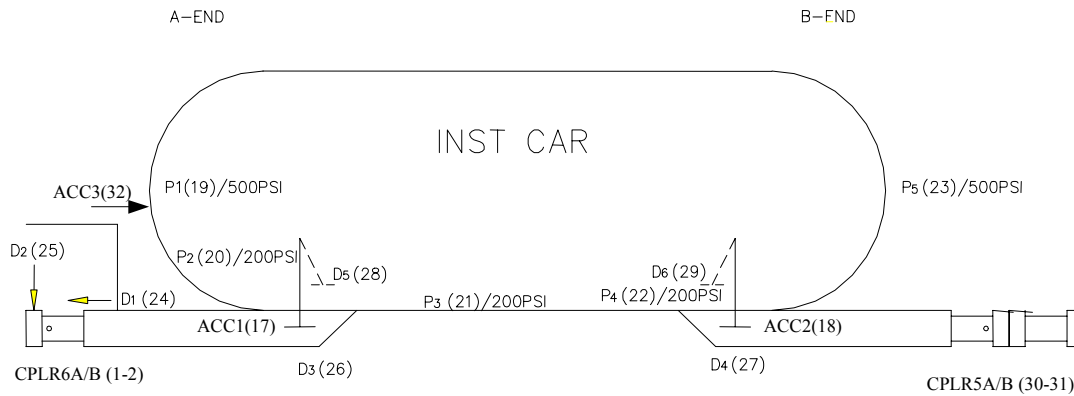 A-END
B-FND
INST CAR
ACC3(32)
P1(19)/500PSI
P5(23)/500PSI
D2(25)
P2(20)/200PSI
D5(28)
D6(29)
D1(24)
P3(21)/200PSI
P4(22)/200PSI
ACC1(17)
ACC2(18)
D3(26)
D4(27)
CPLR6A/B (1-2)
CPLR5A/B (30-31)